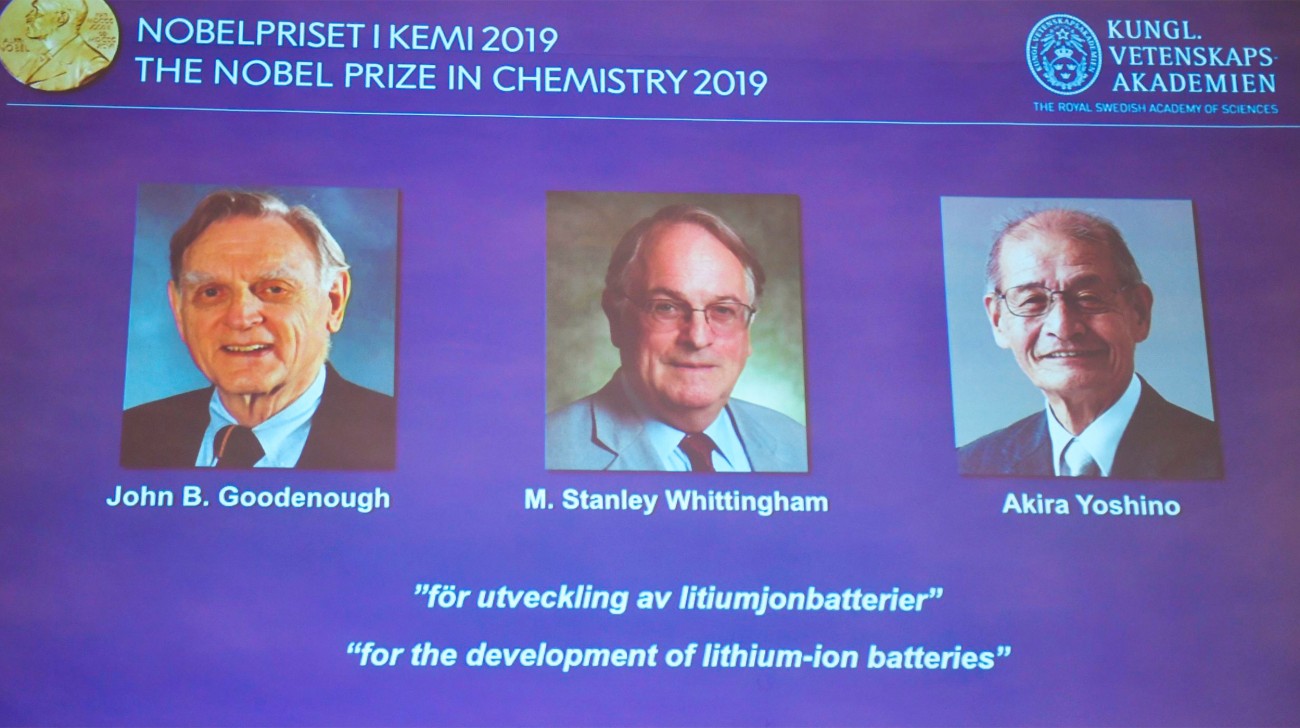 NOBELPRISET I KEMI 2019
THE NOBEL PRIZE IN CHEMISTRY 2019
KUNGL.
VETENSKAPS-
AKADEMIEN
THE ROYAL SWEDISH ACADEMY OF SCIENCES
John B. Goodenough
M. Stanley Whittingham
Akira Yoshino
”för utveckling av litiumjonbatterier”
“for the development of lithium-ion batteries”